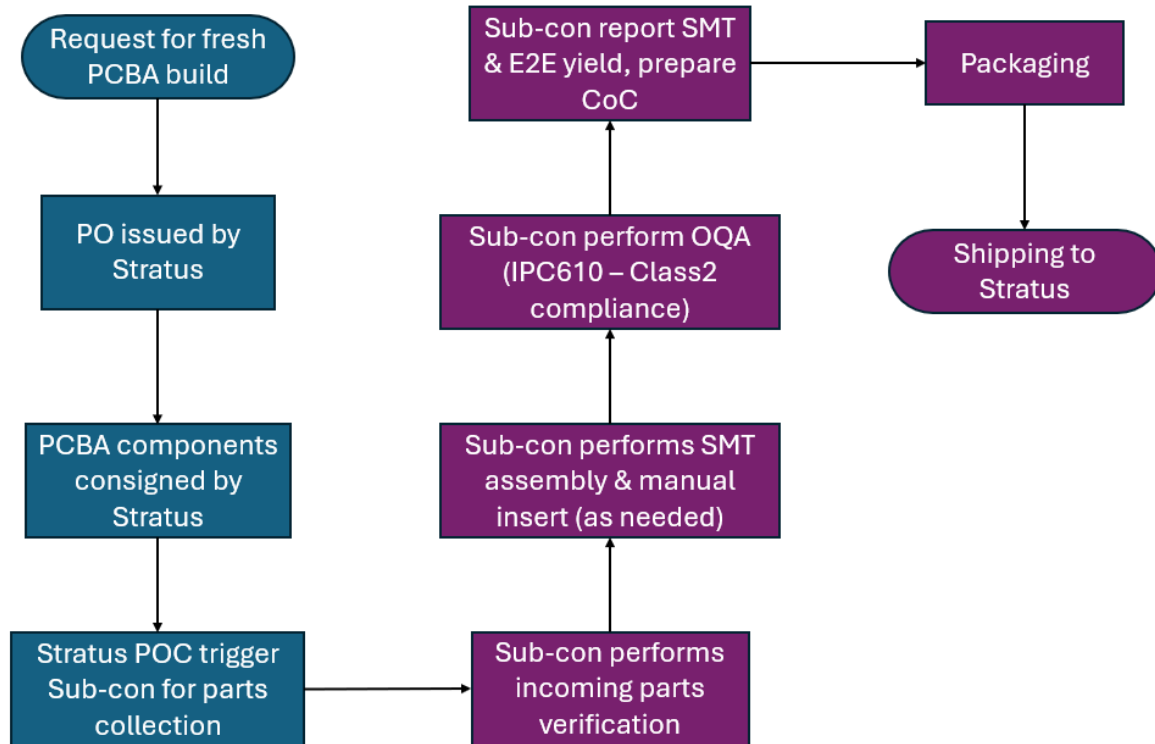 Request for fresh
PCBA build
PO issued by
Stratus
PCBA components
consigned by
Stratus
Stratus POC trigger
Sub-con for parts
collection
Sub-con performs
incoming parts
verification
Sub-con performs SMT
assembly & manual
insert (as needed)
Sub-con perform OQA
(IPC610 – Class2
compliance)
Sub-con report SMT
& E2E yield, prepare
CoC
Packaging
Shipping to
Stratus